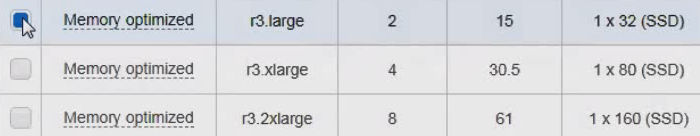 Memory optimized r3.large 2 15 1 x 32 (SSD)
Memory optimized r3.xlarge 4 30.5 1 x 80 (SSD)
Memory optimized r3.2xlarge 8 61 1 x 160 (SSD)